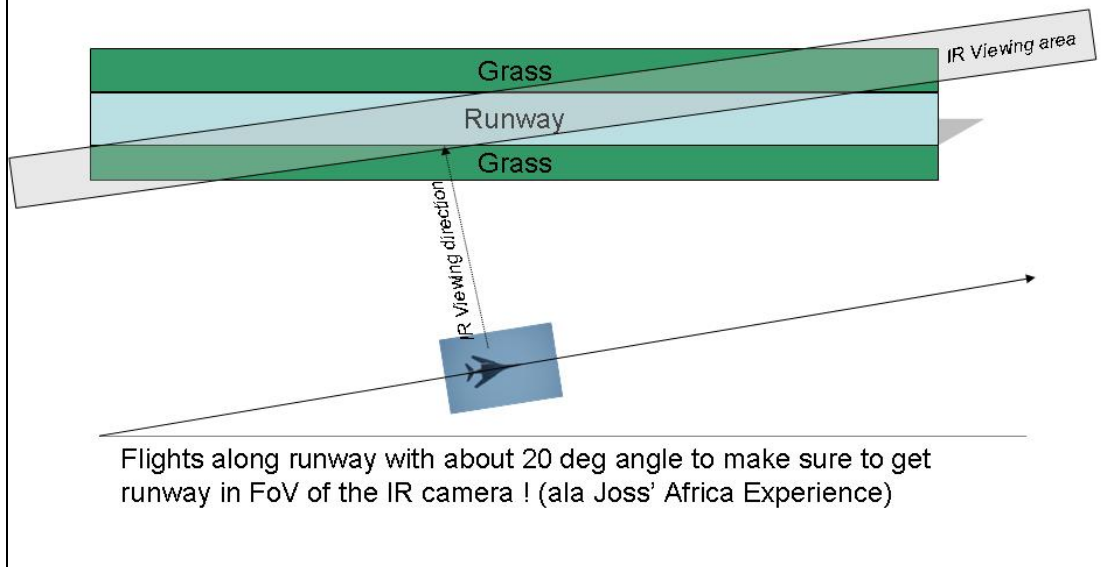 IR Viewing area
Grass
Runway
Grass
IR Viewing direction
Flights along runway with about 20 deg angle to make sure to get
runway in FoV of the IR camera ! (ala Joss’ Africa Experience)